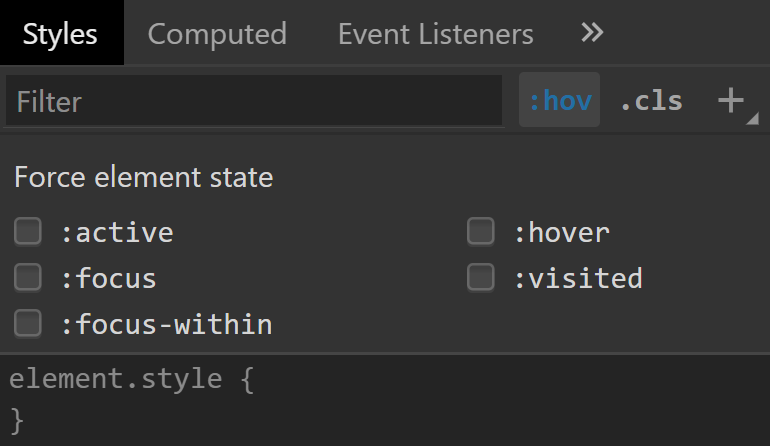 Styles Computed Event Listeners »
Filter :hov .cls +
Force element state
:active :hover
:focus :visited
:focus-within
element.style {
}